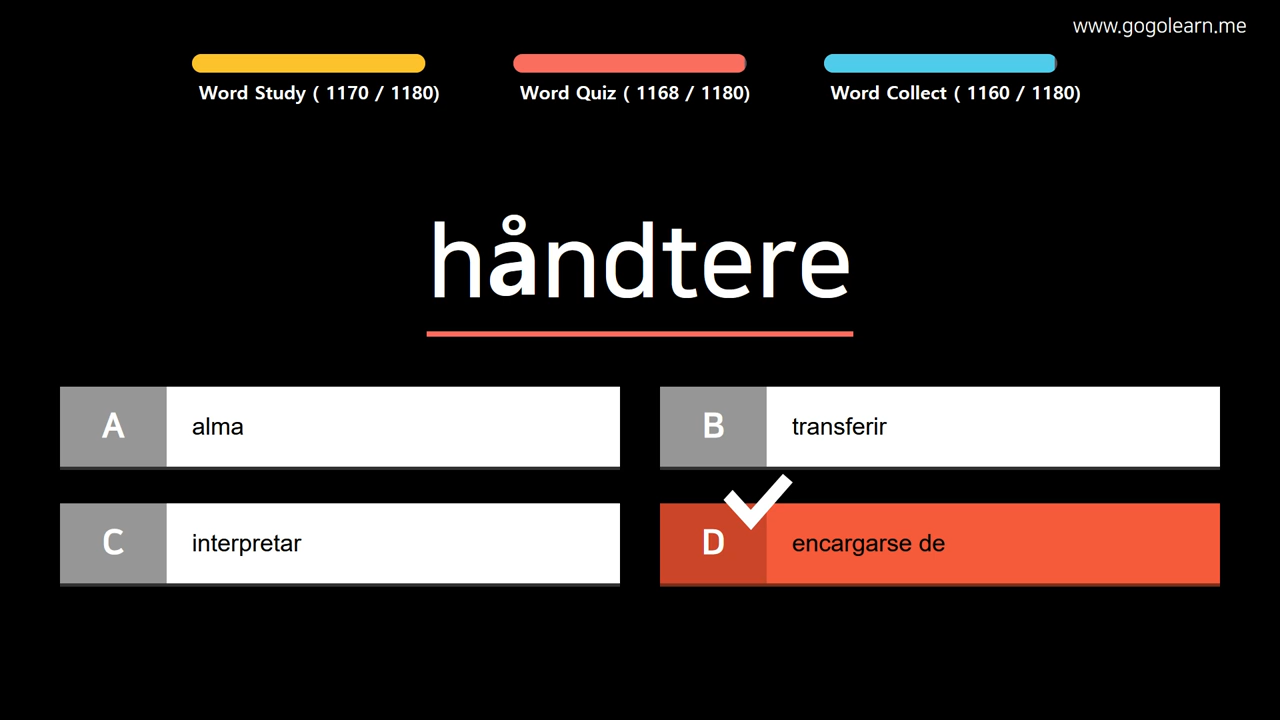 www.gogolearn.me
Word Study ( 1170 / 1180)
Word Quiz ( 1168 / 1180)
Word Collect ( 1160 / 1180)
håndtere
A alma
B transferir
C interpretar
D encargarse de